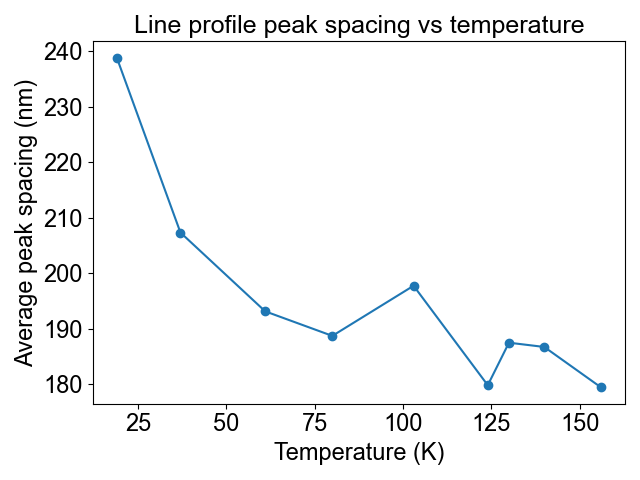 Line profile peak spacing vs temperature
Average peak spacing (nm)
240
230
220
210
200
190
180
25 50 75 100 125 150
Temperature (K)